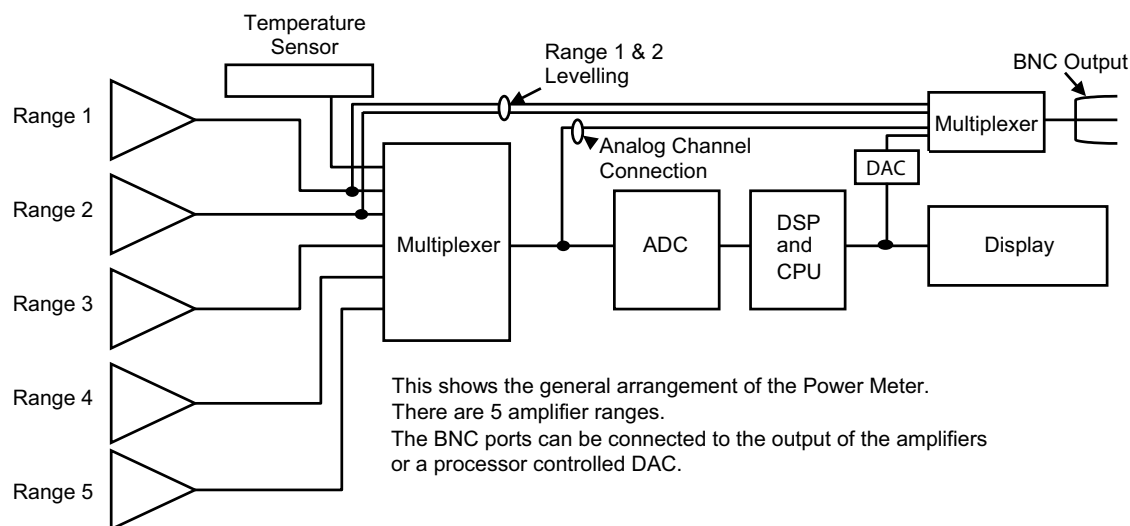 Temperature
Sensor
Range 1 & 2
Levelling
BNC Output
Range 1
Multiplexer
Analog Channel
Connection
DAC
Range 2
Multiplexer
ADC
DSP
and
CPU
Display
Range 3
This shows the general arrangement of the Power Meter.
Range 4
There are 5 amplifier ranges.
The BNC ports can be connected to the output of the amplifiers
or a processor controlled DAC.
Range 5